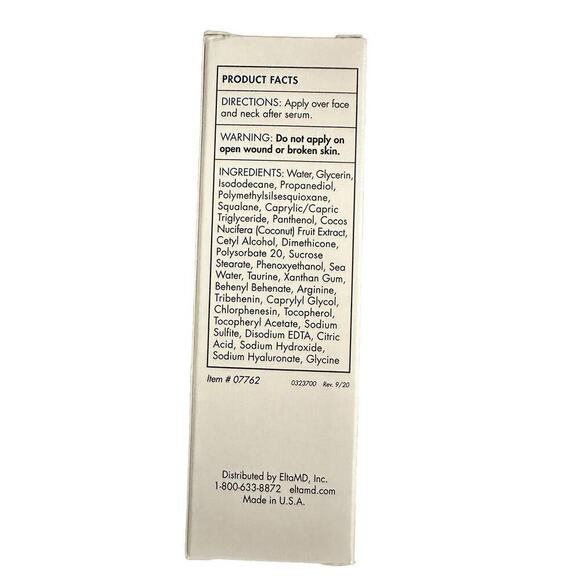 PRODUCT FACTS
DIRECTIONS: Apply over face
and neck after serum.
WARNING: Do not apply on
open wound or broken skin.
INGREDIENTS: Water, Glycerin,
Isododecane, Propanediol,
Polymethylsilsesquioxane,
Squalane, Caprylic/Capric
Triglyceride, Panthenol, Cocos
Nucifera (Coconut) Fruit Extract,
Cetyl Alcohol, Dimethicone,
Polysorbate 20, Sucrose
Stearate, Phenoxyethanol, Sea
Water, Taurine, Xanthan Gum,
Behenyl Behenate, Arginine,
Tribehenin, Caprylyl Glycol,
Chlorphenesin, Tocopherol,
Tocopheryl Acetate, Sodium
Sulfite, Disodium EDTA, Citric
Acid, Sodium Hydroxide,
Sodium Hyaluronate, Glycine
Item # 07762 0323700 Rev. 9/20
Distributed by EltaMD, Inc.
1-800-633-8872 eltamd.com
Made in U.S.A.